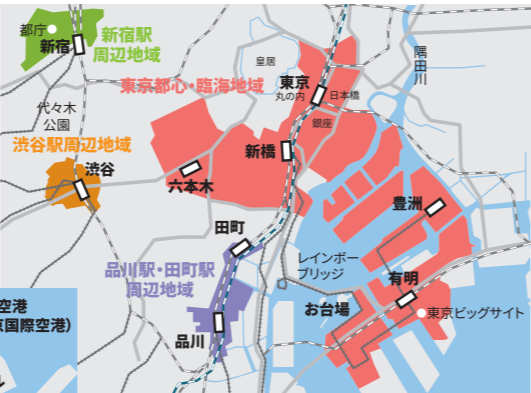 都庁
新宿
新宿駅
周辺地域
皇居
隅田川
東京都心・臨海地域
東京
丸の内
日本橋
代々木
公園
銀座
渋谷駅周辺地域
新橋
渋谷
六本木
豊洲
田町
レインボー
ブリッジ
品川駅・田町駅
周辺地域
有明
お台場
東京ビッグサイト
品川
空港
国際空港)